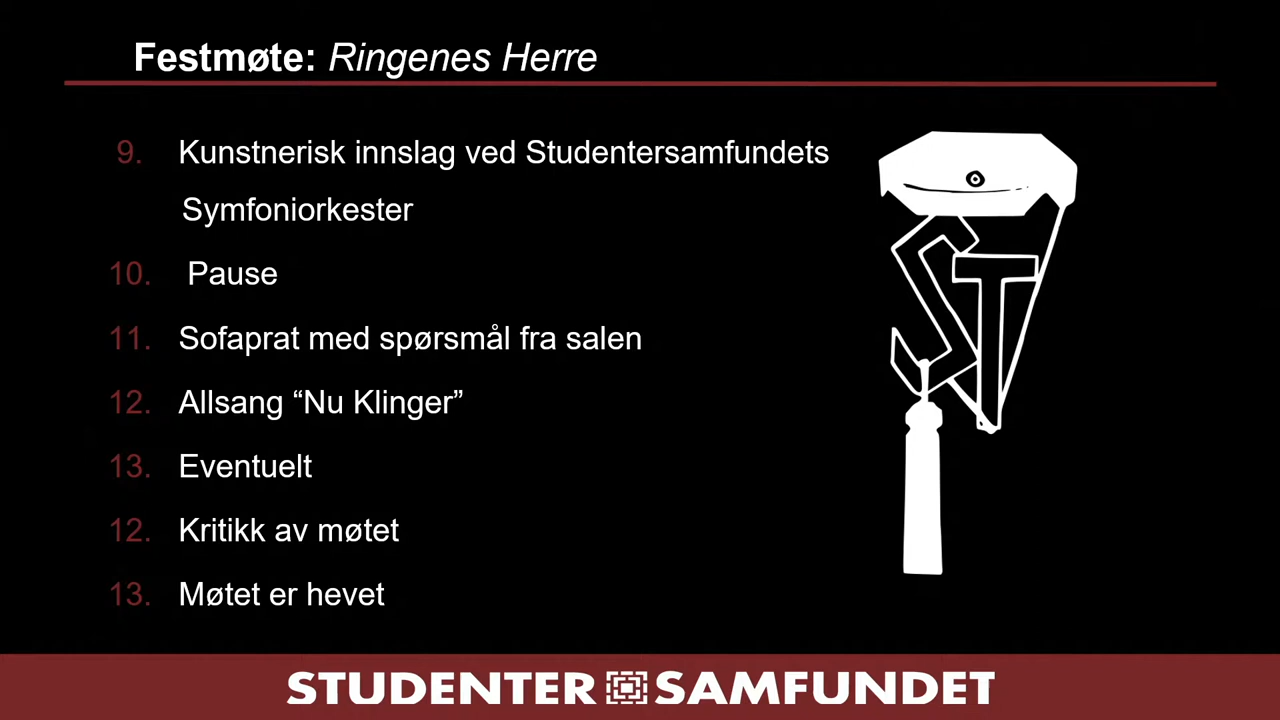 Festmøte: Ringenes Herre
9. Kunstnerisk innslag ved Studentersamfundets
Symfoniorkester
10. Pause
11. Sofaprat med spørsmål fra salen
12. Allsang “Nu Klinger”
13. Eventuelt
12. Kritikk av møtet
13. Møtet er hevet
ST
STUDENTER SAMFUNDET